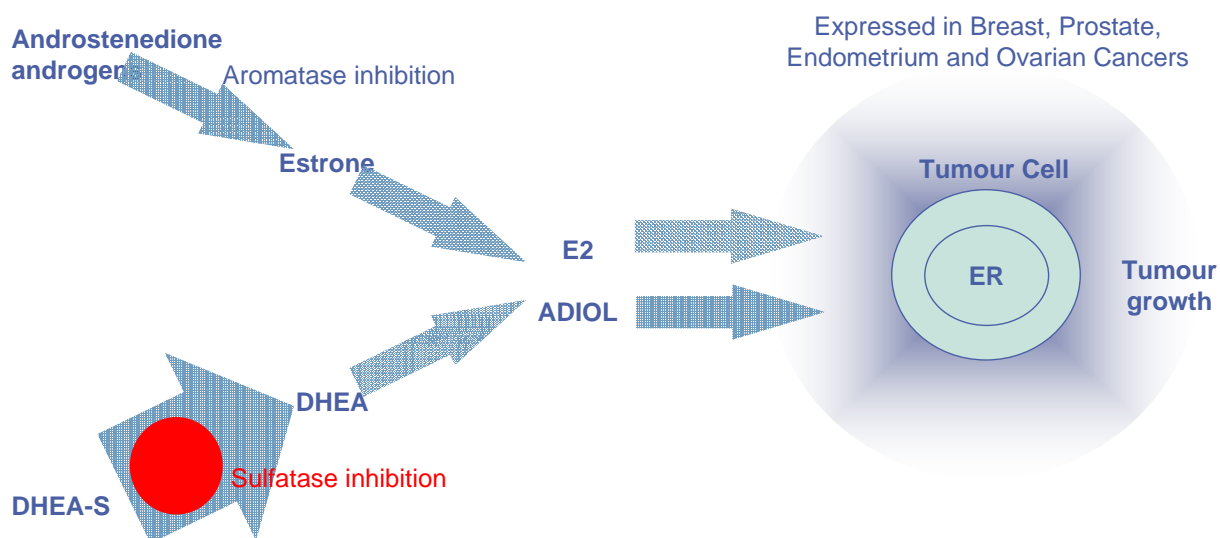 Androstenedione
androgens
Aromatase inhibition
Estrone
E2
ADIOL
DHEA
Sulfatase inhibition
DHEA-S
Expressed in Breast, Prostate,
Endometrium and Ovarian Cancers
Tumour Cell
ER
Tumour
growth